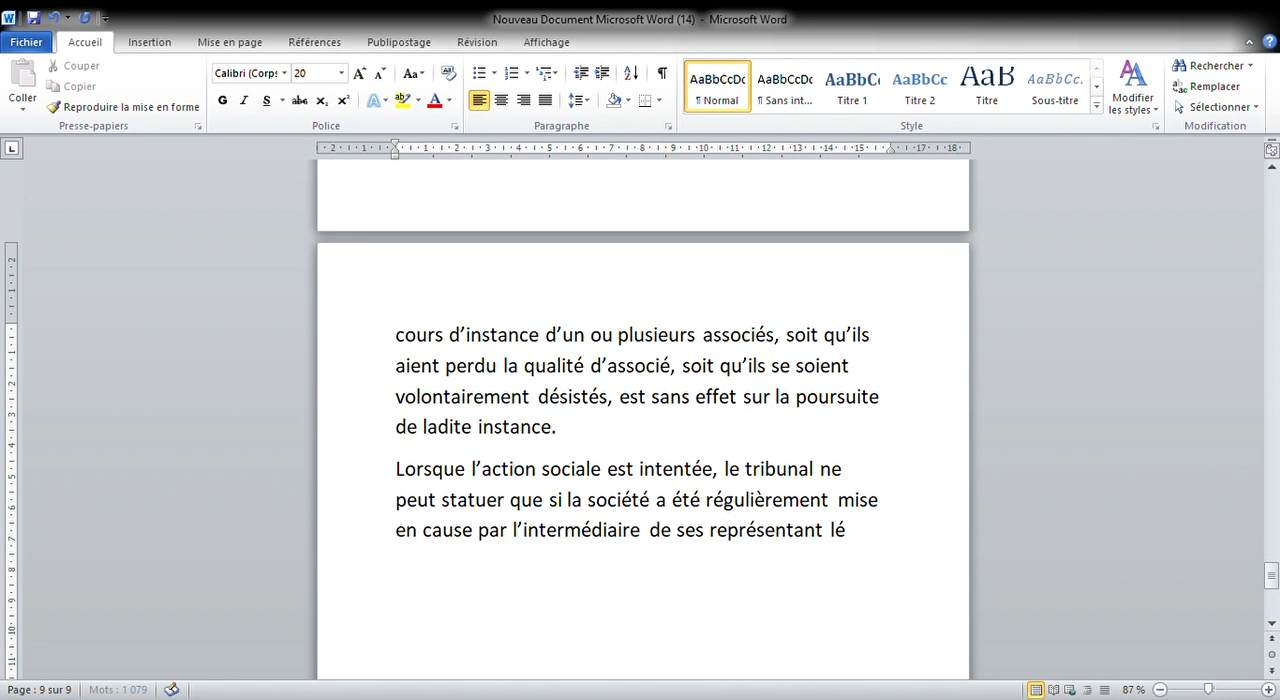 Nouveau Document Microsoft Word (14) - Microsoft Word
Fichier Accueil Insertion Mise en page Références Publipostage Révision Affichage
Coller
Couper
Copier
Reproduire la mise en forme
Presse-papiers
Calibri (Corps 20
Police
Paragraphe
AaBbCcDc AaBbCcDc AaBbCc AaBbCc AaB AaBbCc.
¶ Normal ¶ Sans int... Titre 1 Titre 2 Titre Sous-titre
Modifier
les styles
Style
Rechercher
Remplacer
Sélectionner
Modification
cours d’instance d’un ou plusieurs associés, soit qu’ils
aient perdu la qualité d’associé, soit qu’ils se soient
volontairement désistés, est sans effet sur la poursuite
de ladite instance.
Lorsque l’action sociale est intentée, le tribunal ne
peut statuer que si la société a été régulièrement mise
en cause par l’intermédiaire de ses représentant lé
Page : 9 sur 9 Mots : 1 079 87 %